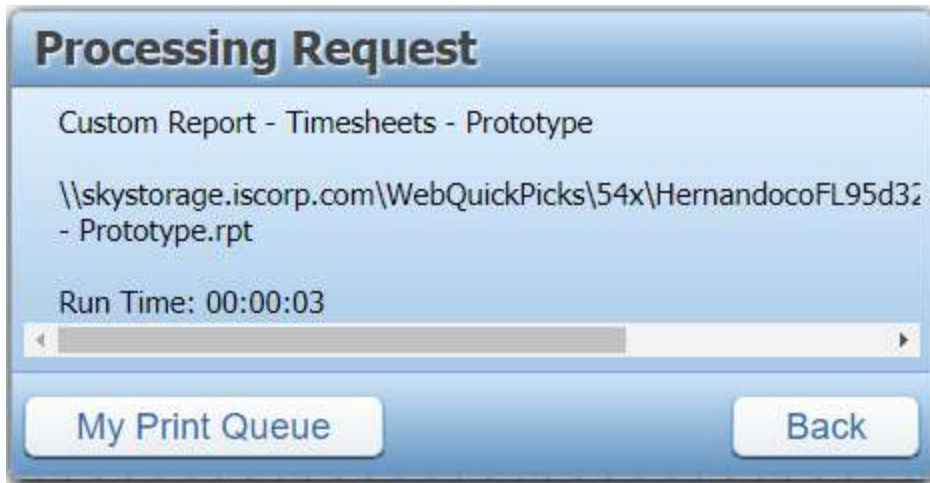 Processing Request
Custom Report - Timesheets - Prototype
\\skystorage.iscorp.com\WebQuickPicks\54x\HernandocoFL95d32
- Prototype.rpt
Run Time: 00:00:03
My Print Queue
Back